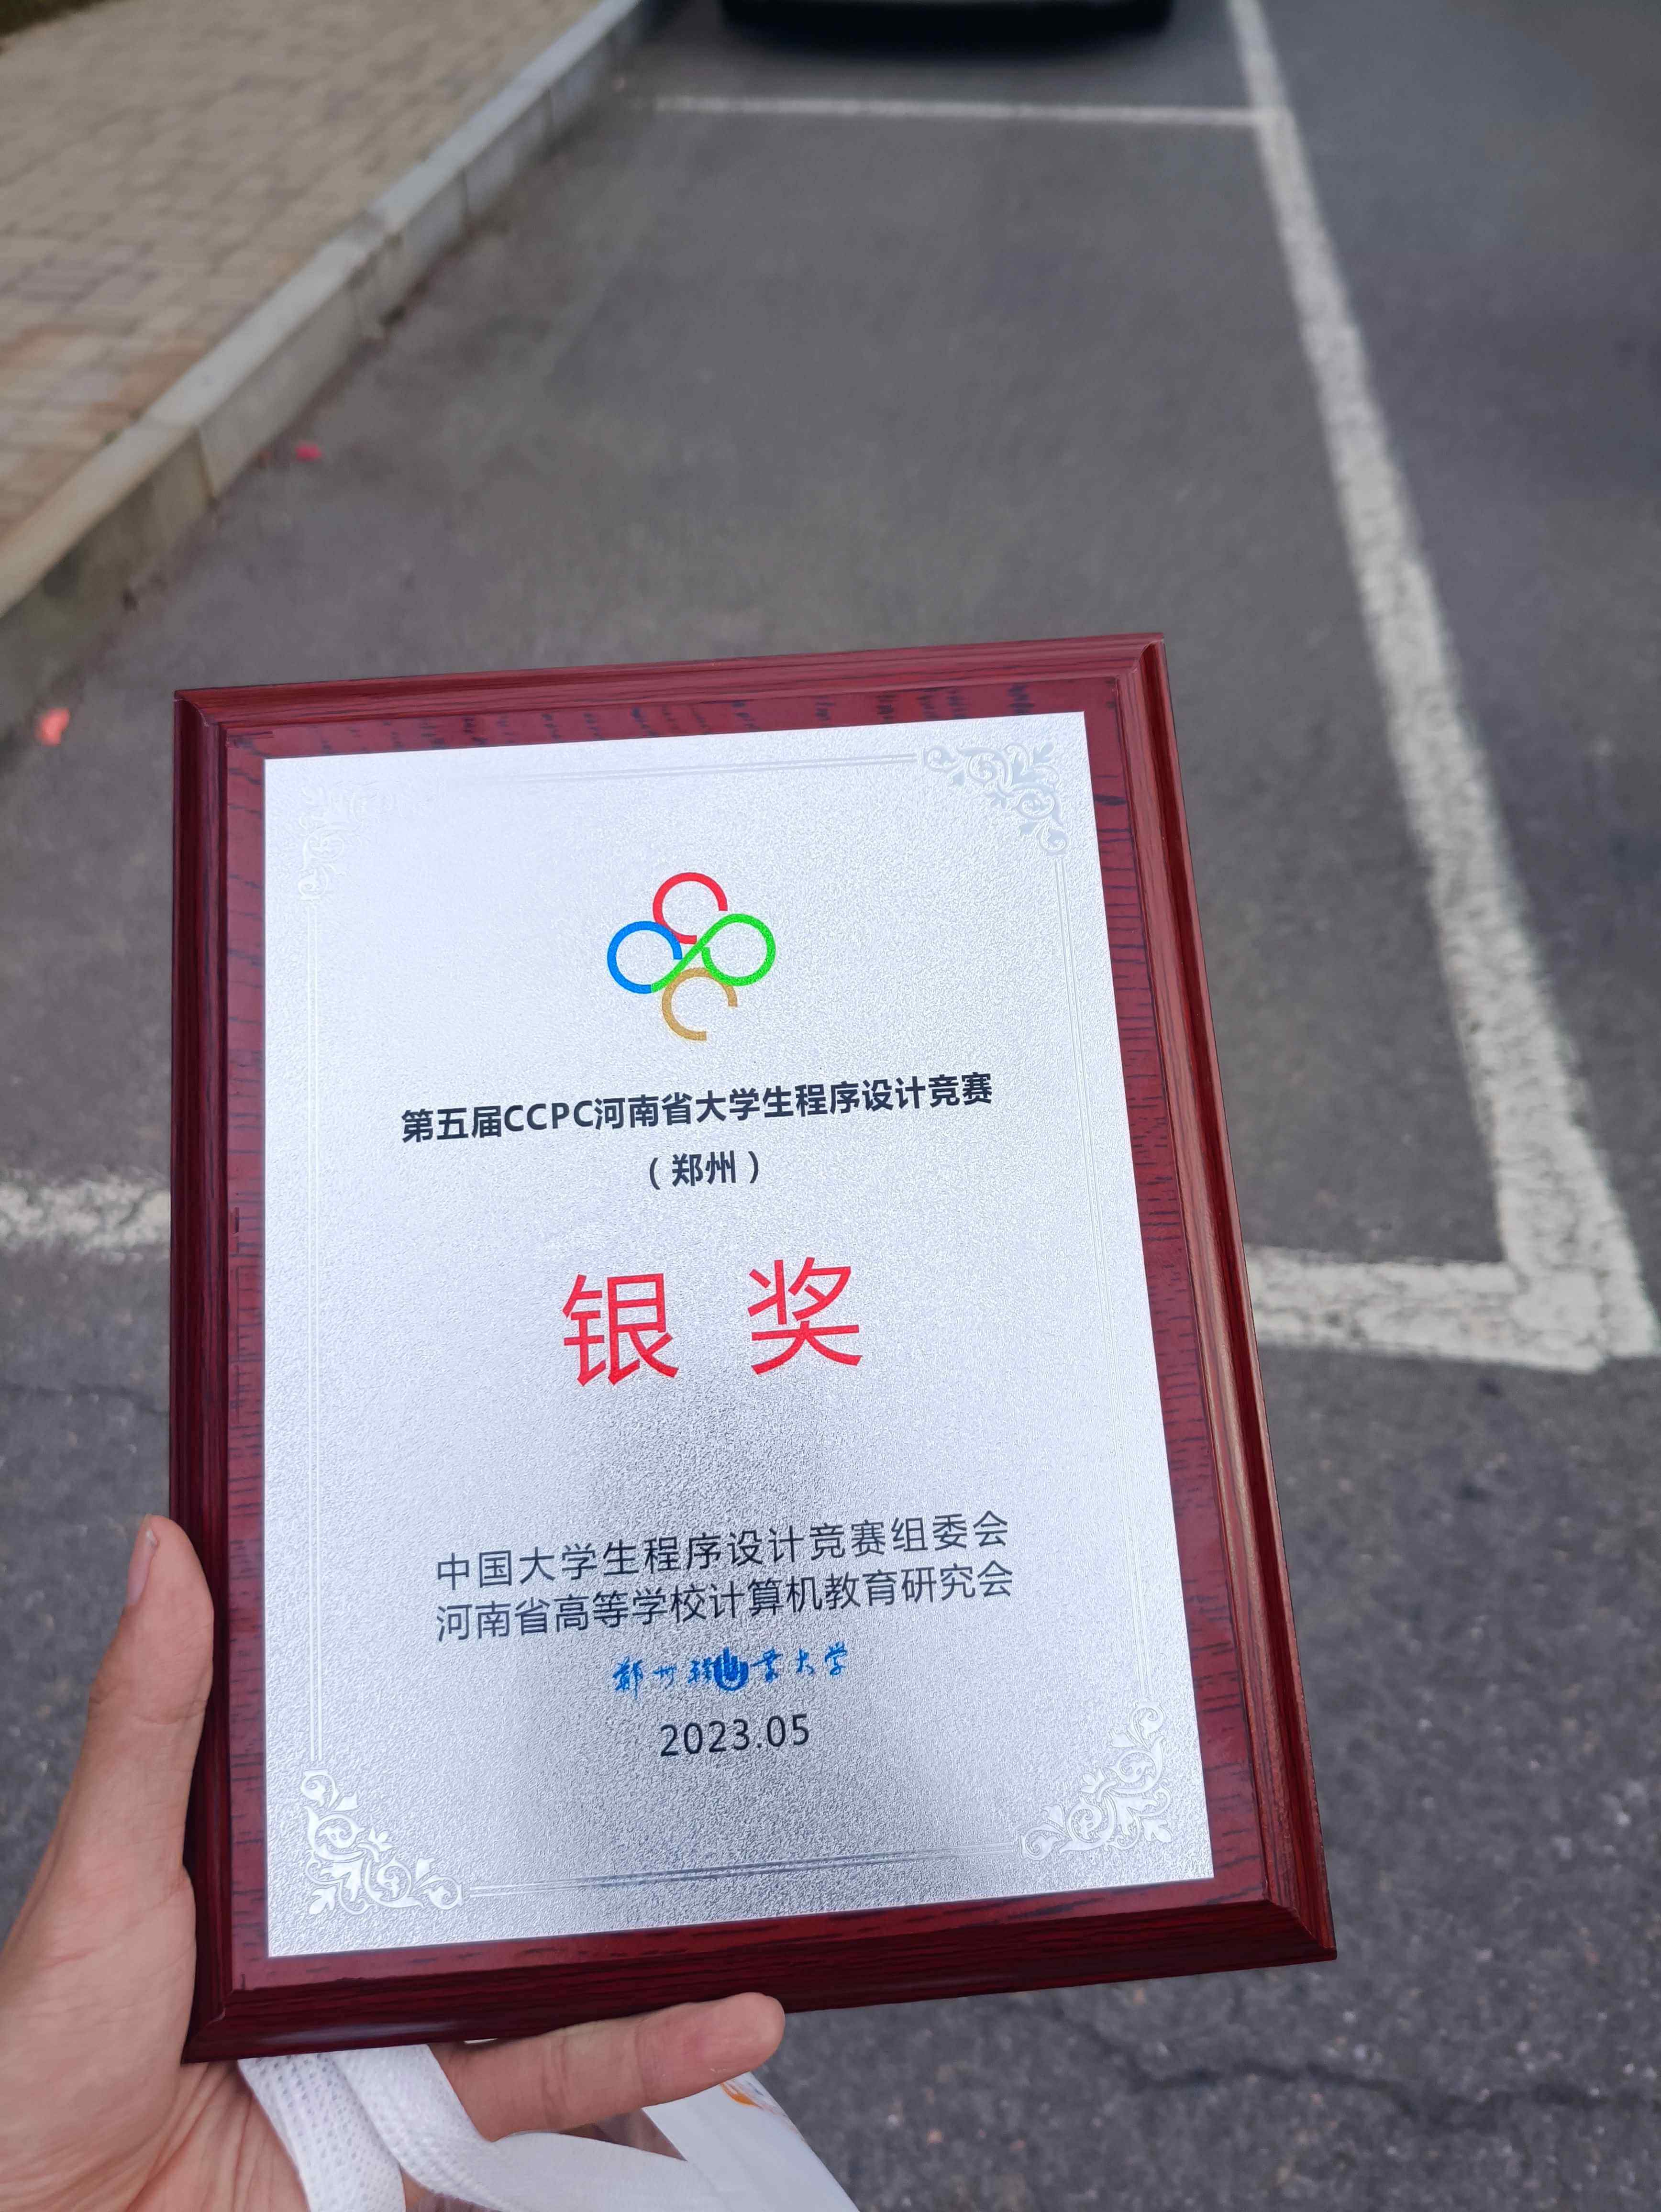 第五届CCPC河南省大学生程序设计竞赛
（郑州）
银奖
中国大学生程序设计竞赛组委会
河南省高等学校计算机教育研究会
郑州轻工业大学
2023.05